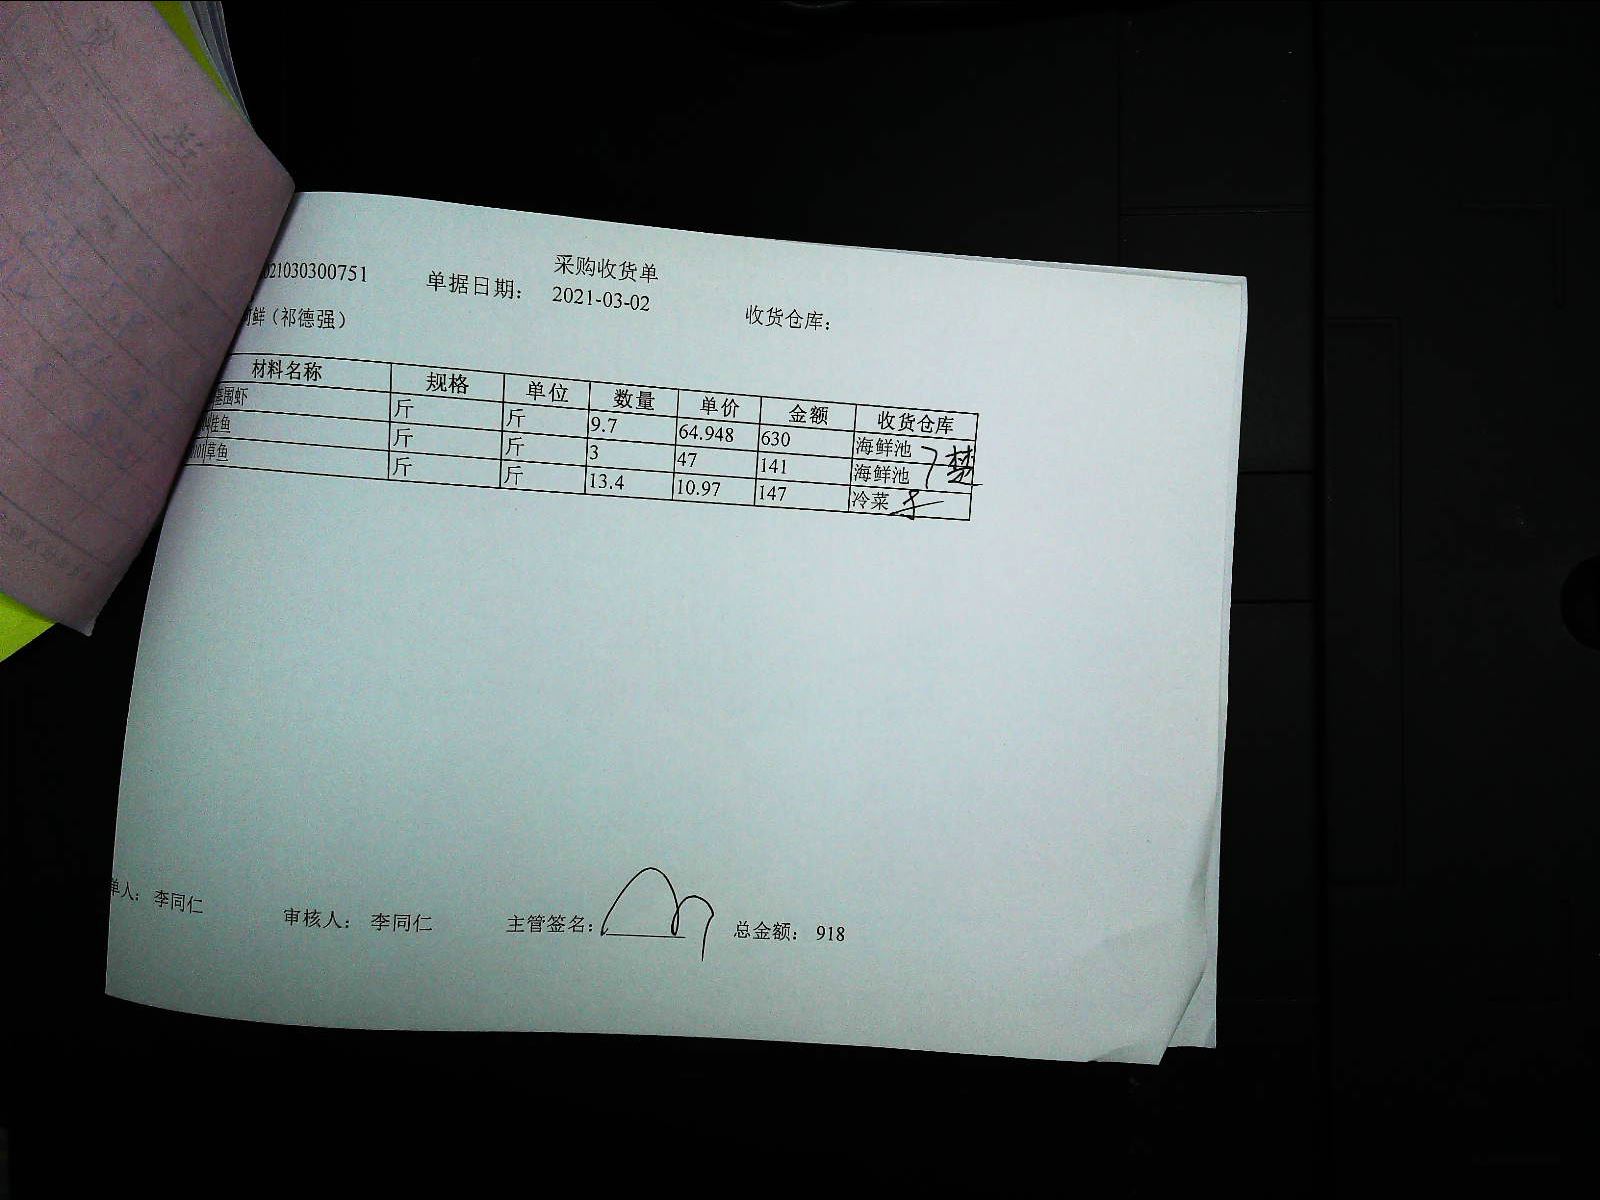 采购收货单
021030300751 单据日期： 2021-03-02 收货仓库：
鲜（祁德强）
材料名称 规格 单位 数量 单价 金额 收货仓库
基围虾 斤 斤 9.7 64.948 630 海鲜池
桂鱼 斤 斤 3 47 141 海鲜池
草鱼 斤 斤 13.4 10.97 147 冷菜
单人： 李同仁 审核人： 李同仁 主管签名： 总金额： 918